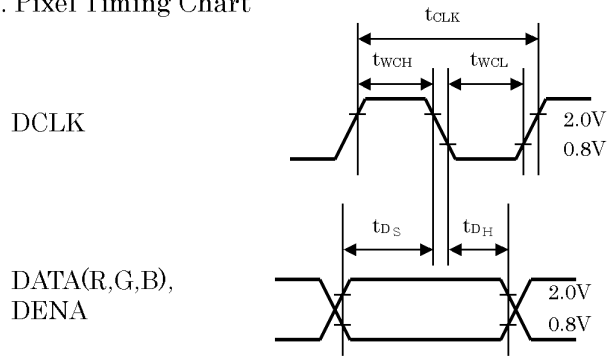 . Pixel Timing Chart
tCLK
tWCH
tWCL
DCLK
2.0V
0.8V
tDS
tDH
DATA(R,G,B),
DENA
2.0V
0.8V